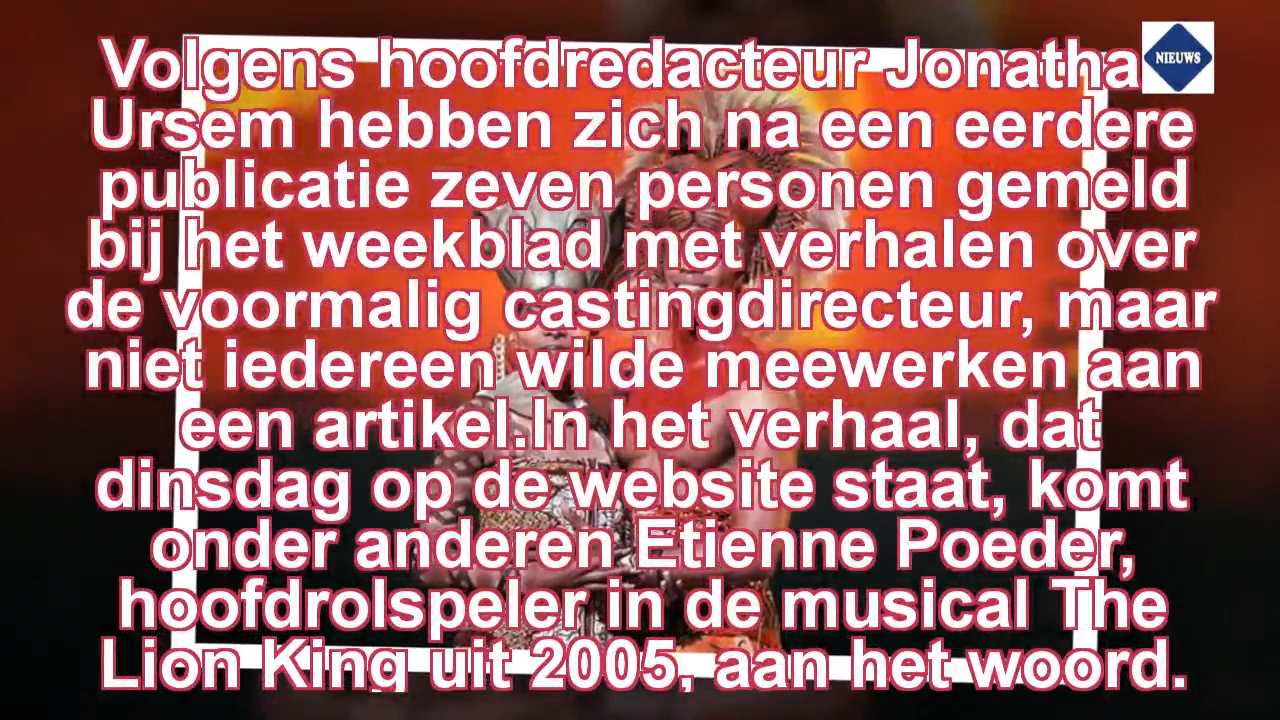 Volgens hoofdredacteur Jonatha
NIEUWS
Ursem hebben zich na een eerdere
publicatie zeven personen gemeld
bij het weekblad met verhalen over
de voormalig castingdirecteur, maar
niet iedereen wilde meewerken aan
een artikel.In het verhaal, dat
dinsdag op de website staat, komt
onder anderen Etienne Poeder,
hoofdrolspeler in de musical The
Lion King uit 2005, aan het woord.